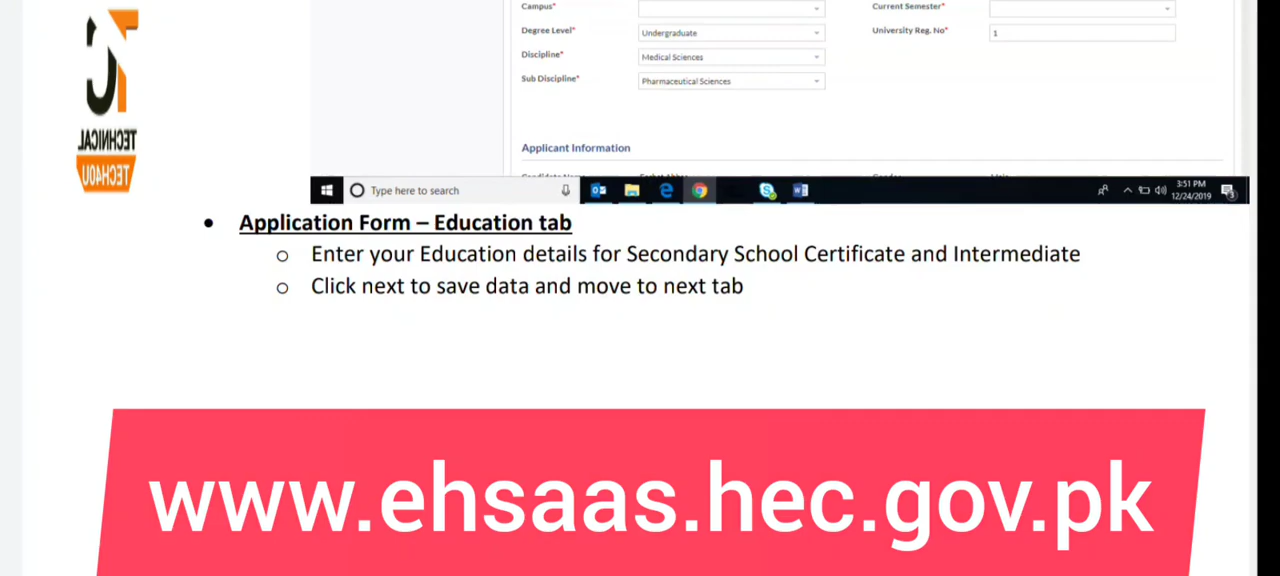 Campus* Current Semester*
Degree Level* Undergraduate University Reg. No* 1
Discipline* Medical Sciences
Sub Discipline* Pharmaceutical Sciences
Applicant Information
Type here to search
3:51 PM
12/24/2019
TECHNICAL
TECH4OU
• Application Form – Education tab
o Enter your Education details for Secondary School Certificate and Intermediate
o Click next to save data and move to next tab
www.ehsaas.hec.gov.pk